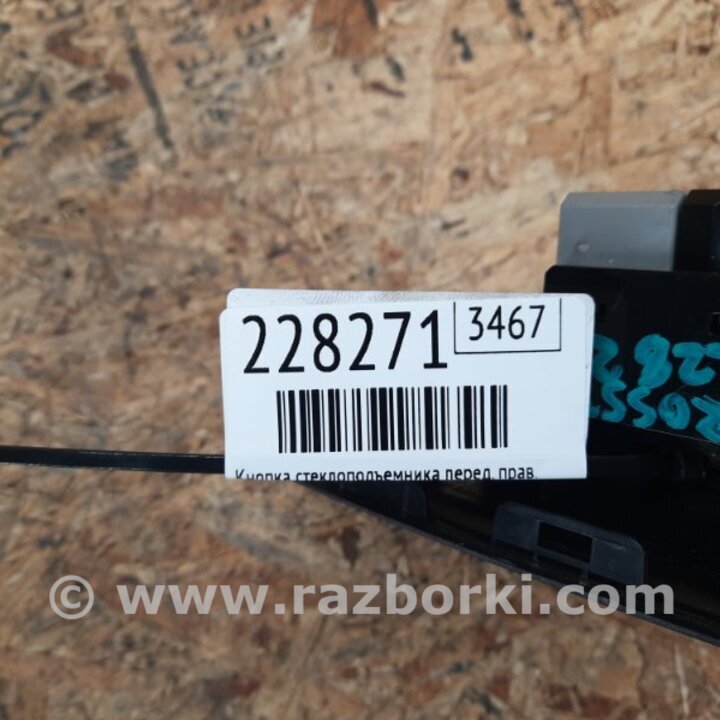 228271
3467
Кнопка стеклоподъемника перед. прав.
© www.razborki.com